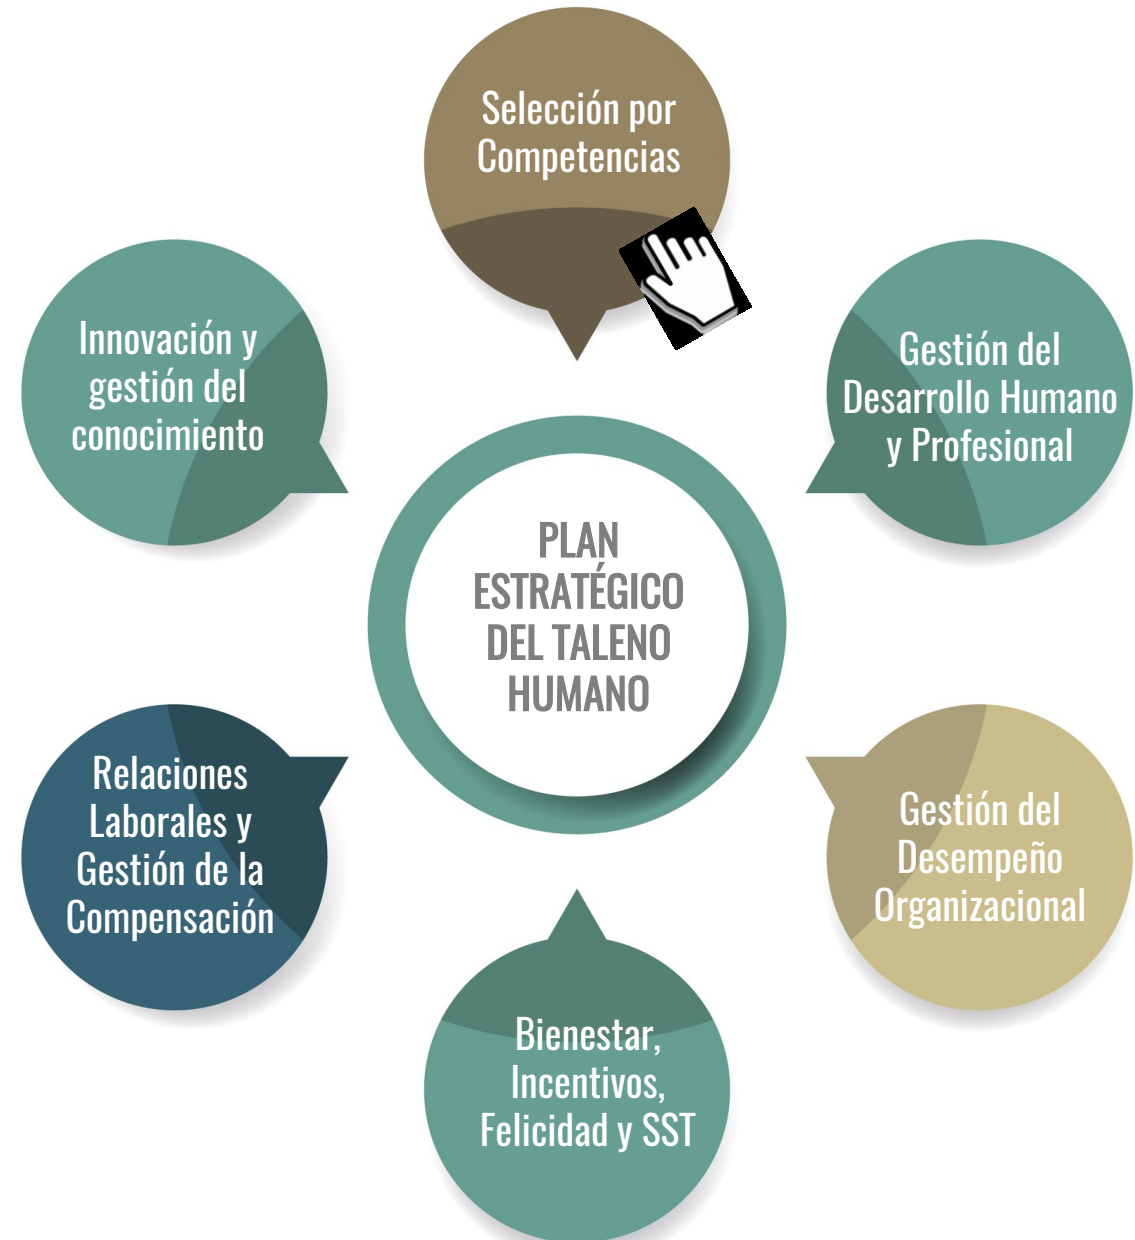 Selección por
Competencias
Innovación y
gestión del
conocimiento
Gestión del
Desarrollo Humano
y Profesional
PLAN
ESTRATÉGICO
DEL TALENO
HUMANO
Relaciones
Laborales y
Gestión de la
Compensación
Gestión del
Desempeño
Organizacional
Bienestar,
Incentivos,
Felicidad y SST